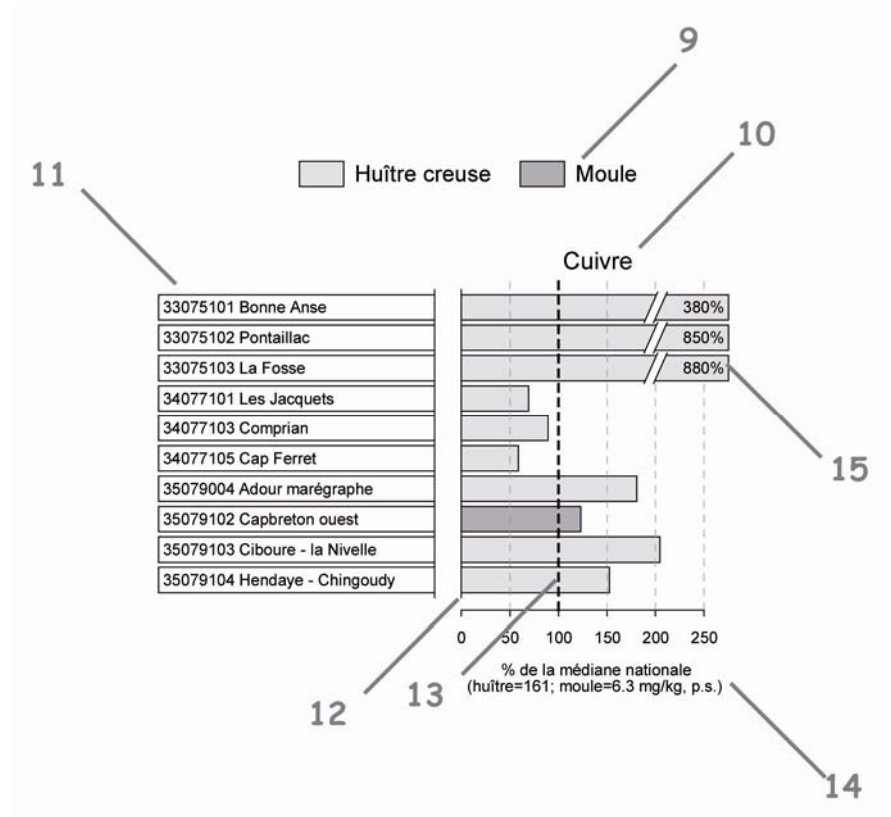 9
10
11
Huître creuse Moule
Cuivre
33075101 Bonne Anse 380%
33075102 Pontaillac 850%
33075103 La Fosse 880%
34077101 Les Jacquets
34077103 Comprian
34077105 Cap Ferret
15
35079004 Adour marégraphe
35079102 Capbreton ouest
35079103 Ciboure - la Nivelle
35079104 Hendaye - Chingoudy
0 50 100 150 200 250
% de la médiane nationale
(huître=161; moule=6.3 mg/kg, p.s.)
12
13
14